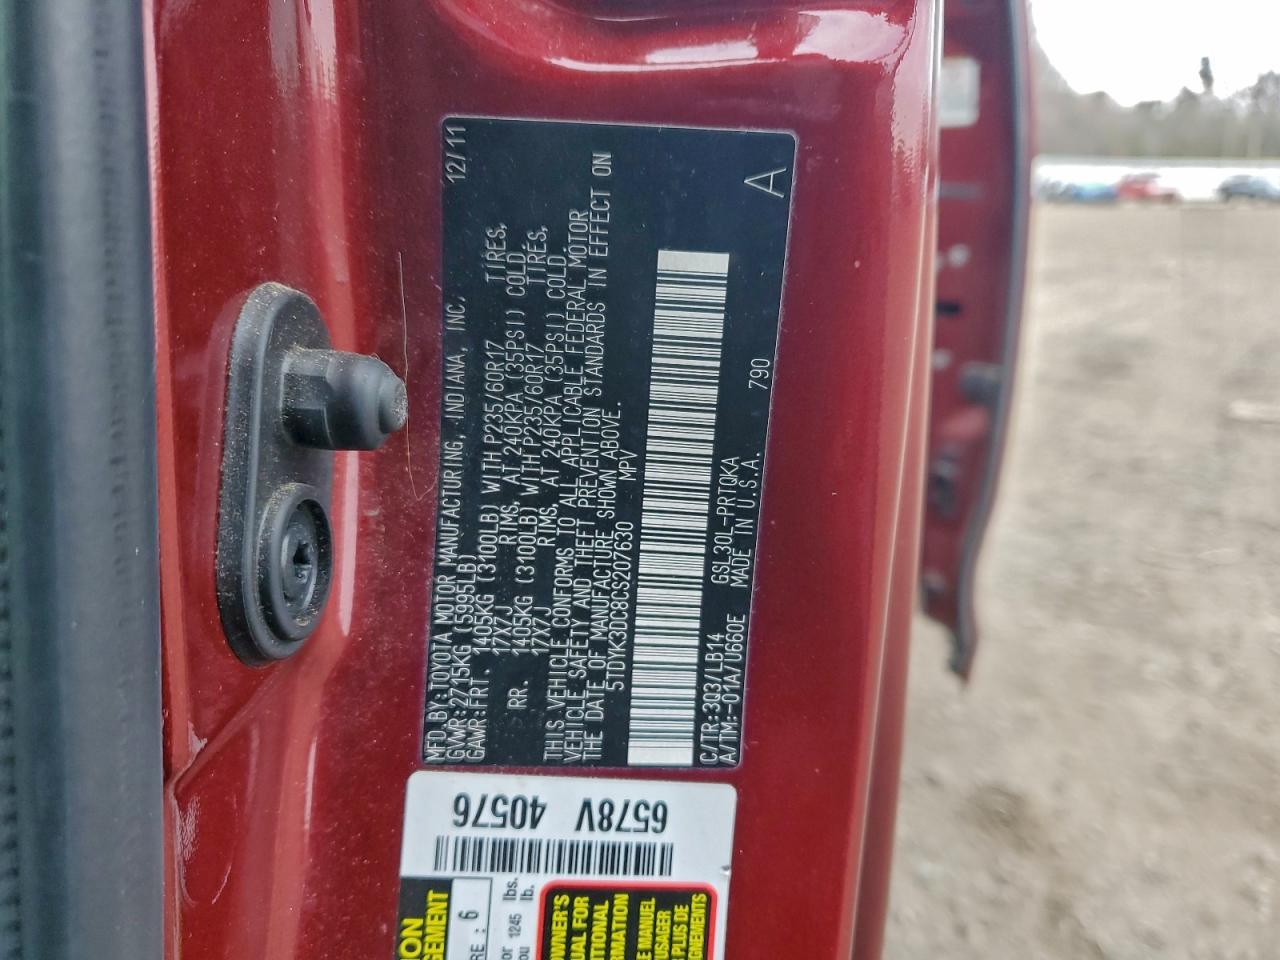 MFD. BY: TOYOTA MOTOR MANUFACTURING, INDIANA, INC. 12/11
GVWR: 2715KG (5995LB)
GAWR: FRT. 1405KG (3100LB) WITH P235/60R17 TIRES,
17X7J RIMS, AT 240KPA (35PSI) COLD.
RR. 1405KG (3100LB) WITH P235/60R17 TIRES,
17X7J RIMS, AT 240KPA (35PSI) COLD.
THIS VEHICLE CONFORMS TO ALL APPLICABLE FEDERAL MOTOR
VEHICLE SAFETY AND THEFT PREVENTION STANDARDS IN EFFECT ON
THE DATE OF MANUFACTURE SHOWN ABOVE.
5TDYK3DC8CS207630 MPV
C/TR: 3Q3/LB14 GSL30L-PRTQKA 790
A/TM: -01A/U660E MADE IN U.S.A. A
6578V
40576
6
1245 lbs.
lb.